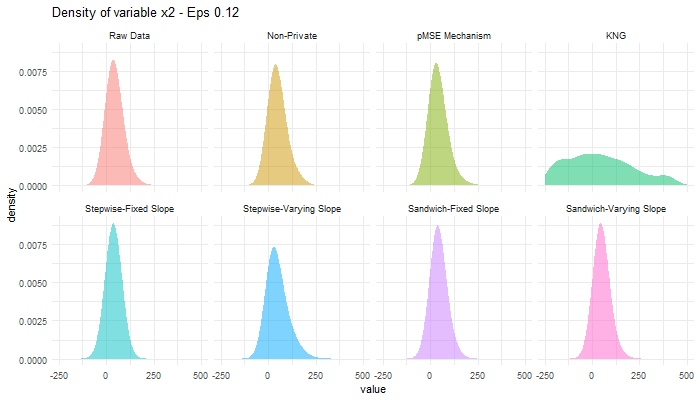 Density of variable x2 - Eps 0.12
Raw Data
Non-Private
pMSE Mechanism
KNG
0.0075
0.0050
0.0025
0.0000
density
Stepwise-Fixed Slope
Stepwise-Varying Slope
Sandwich-Fixed Slope
Sandwich-Varying Slope
0.0075
0.0050
0.0025
0.0000
-250 0 250 500
-250 0 250 500
-250 0 250 500
-250 0 250 500
value